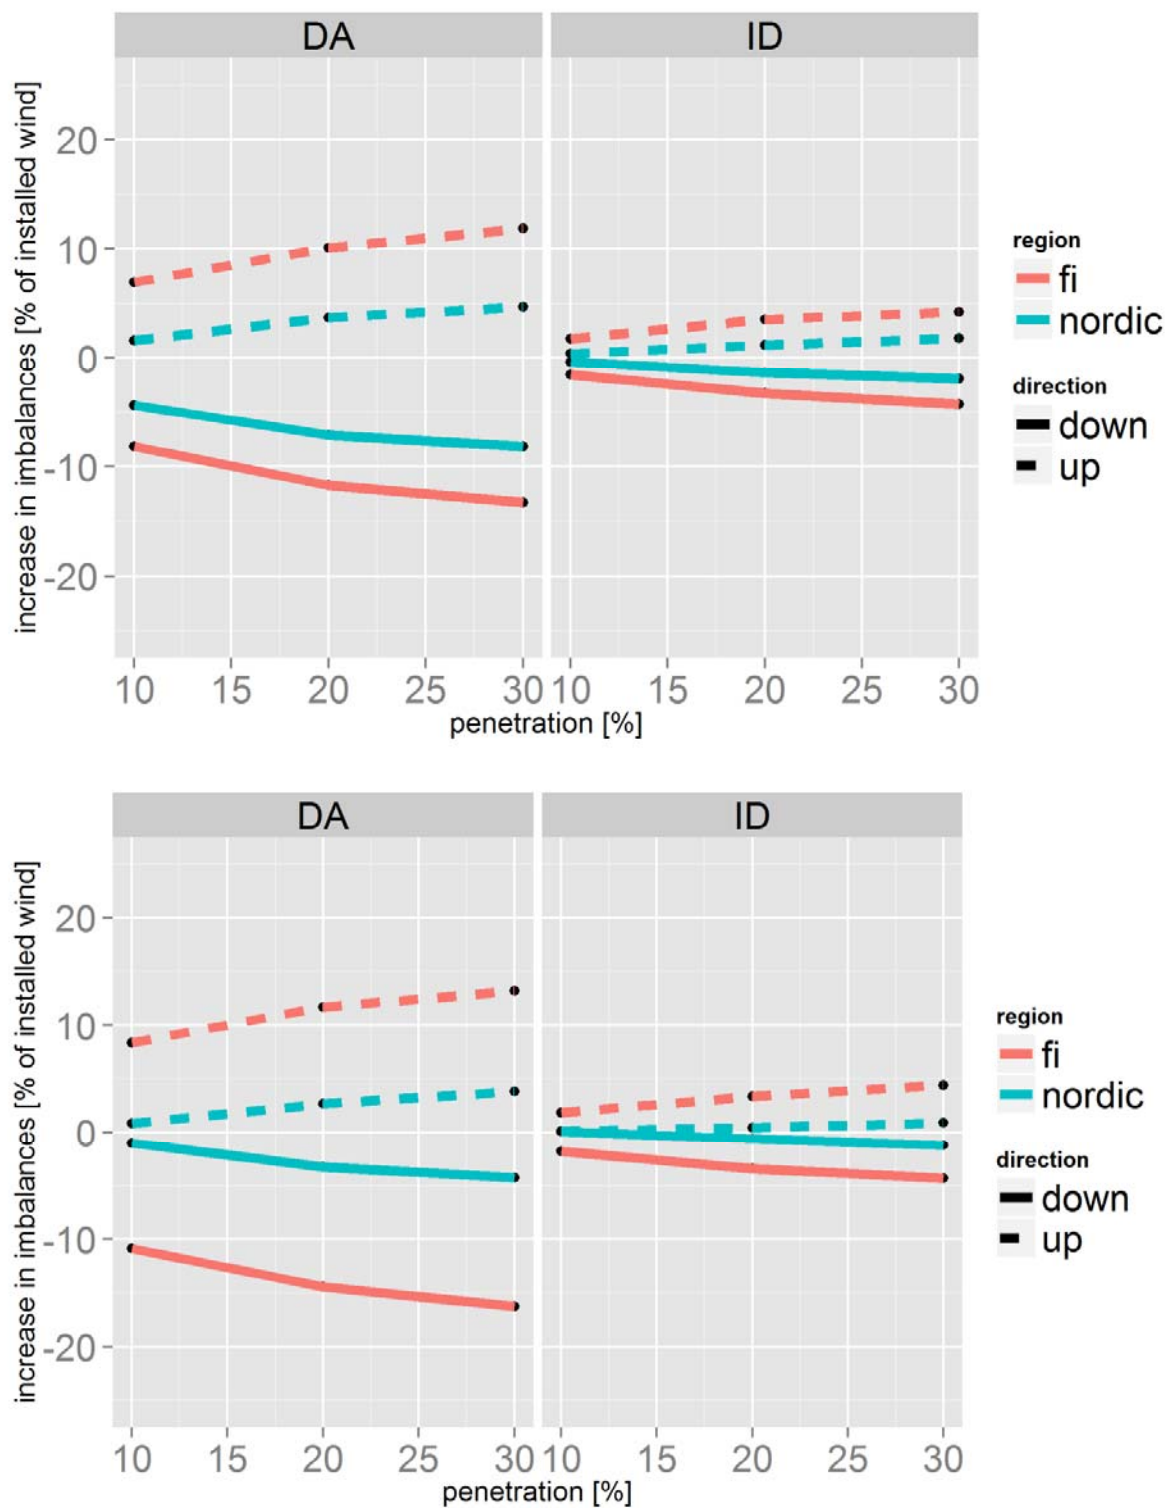 DA ID
increase in imbalances [% of installed wind]
20
10
0
-10
-20
10 15 20 25 30 10 15 20 25 30
penetration [%]
region
fi
nordic
direction
down
up
DA ID
increase in imbalances [% of installed wind]
20
10
0
-10
-20
10 15 20 25 30 10 15 20 25 30
penetration [%]
region
fi
nordic
direction
down
up